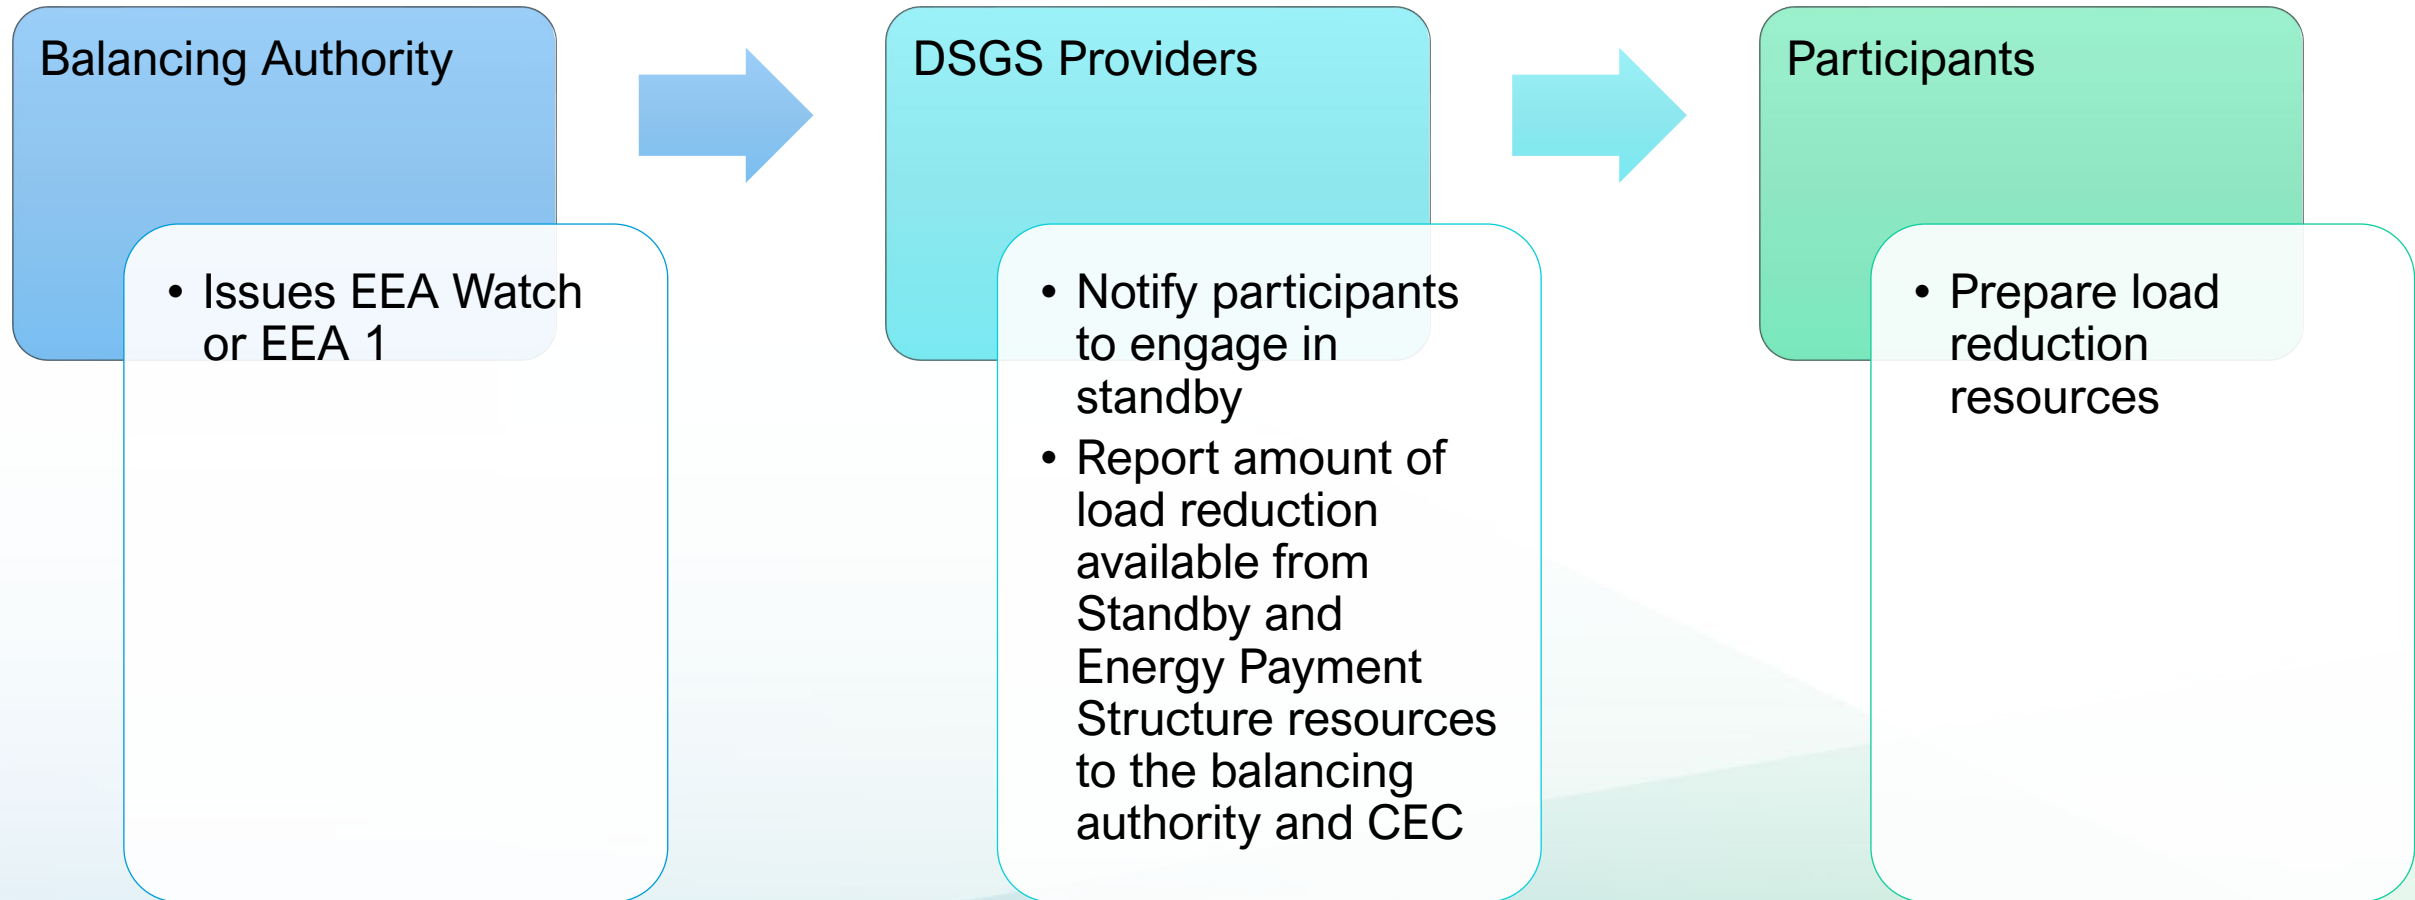 Balancing Authority
• Issues EEA Watch
or EEA 1
DSGS Providers
• Notify participants
to engage in
standby
• Report amount of
load reduction
available from
Standby and
Energy Payment
Structure resources
to the balancing
authority and CEC
Participants
• Prepare load
reduction
resources